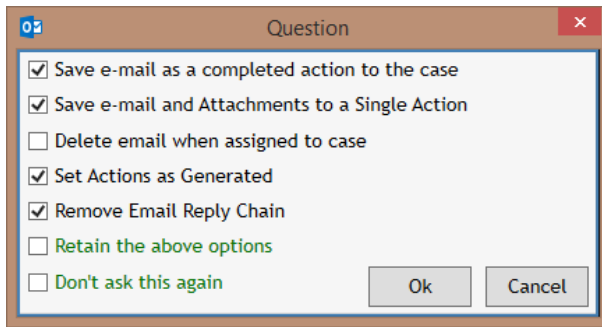 Question
Save e-mail as a completed action to the case
Save e-mail and Attachments to a Single Action
Delete email when assigned to case
Set Actions as Generated
Remove Email Reply Chain
Retain the above options
Don't ask this again
Ok Cancel